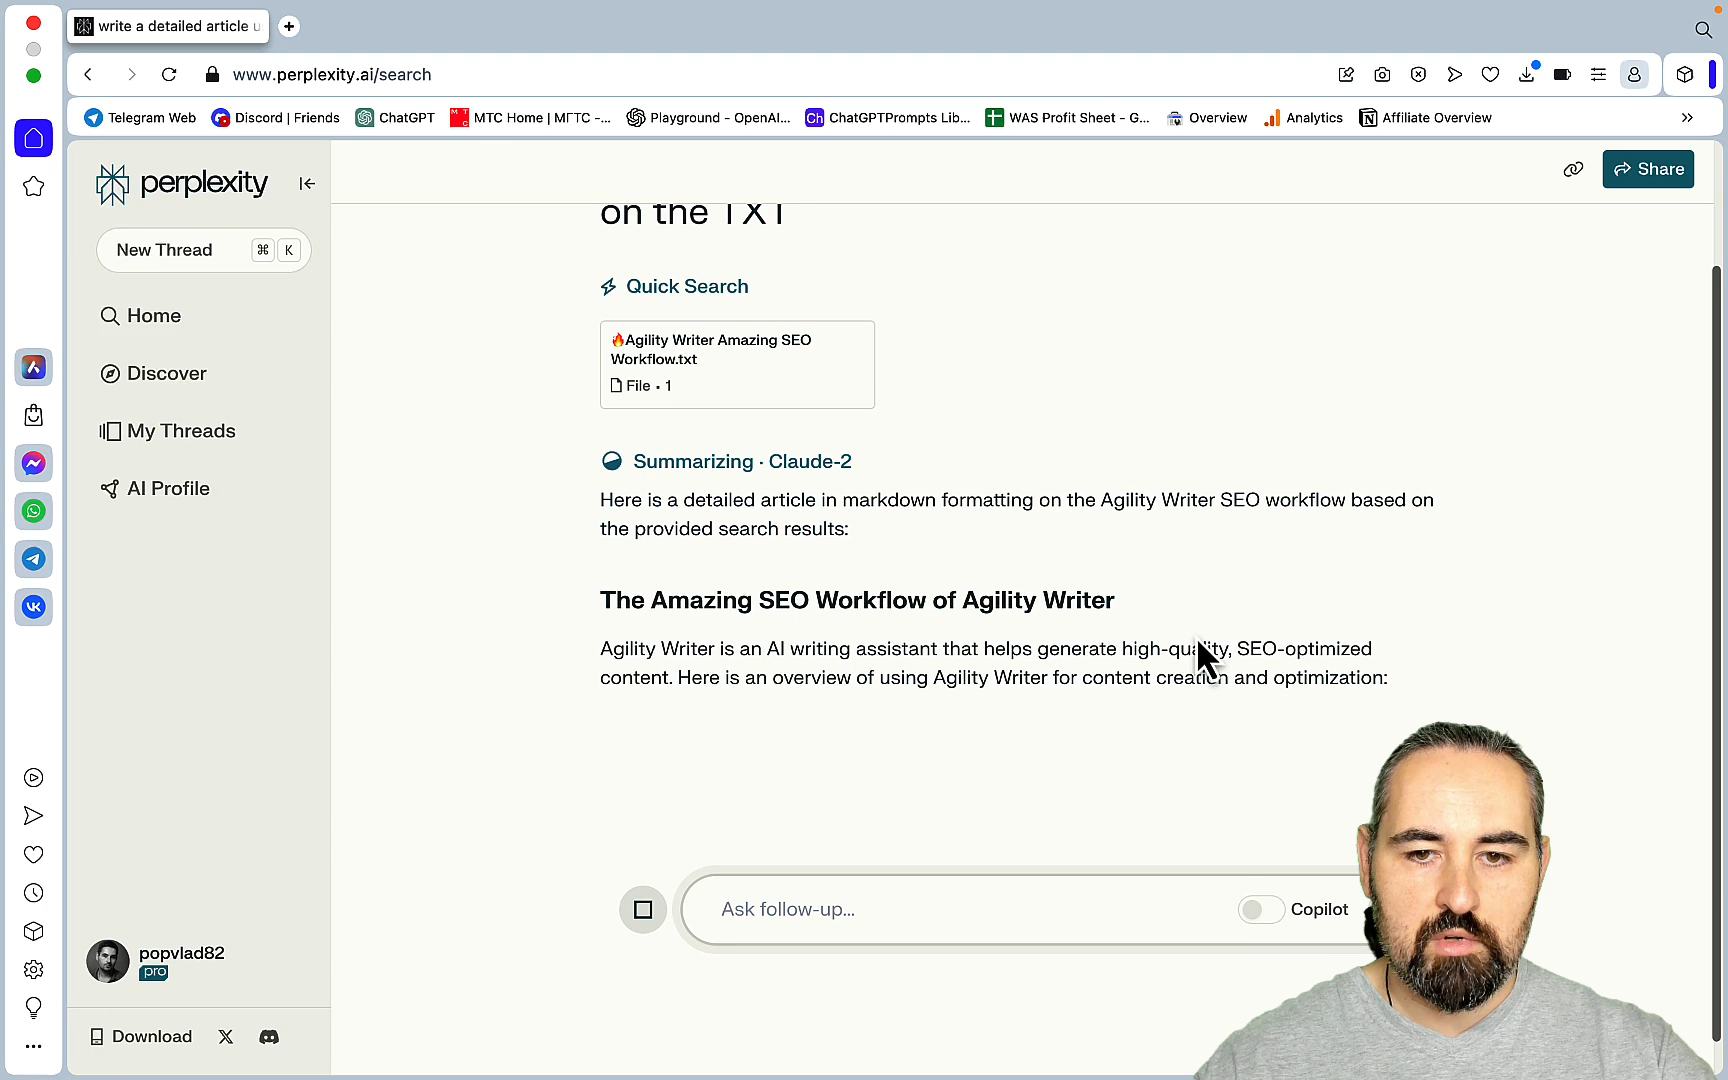 write a detailed article u
www.perplexity.ai/search
Telegram Web
Discord | Friends
ChatGPT
MTC Home | МГТС -...
Playground - OpenAI...
Ch
ChatGPTPrompts Lib...
WAS Profit Sheet - G...
Overview
Analytics
Affiliate Overview
perplexity
Share
New Thread
⌘ K
Home
Discover
My Threads
AI Profile
on the TXT
Quick Search
🔥Agility Writer Amazing SEO
Workflow.txt
File • 1
Summarizing · Claude-2
Here is a detailed article in markdown formatting on the Agility Writer SEO workflow based on
the provided search results:
The Amazing SEO Workflow of Agility Writer
Agility Writer is an AI writing assistant that helps generate high-quality, SEO-optimized
content. Here is an overview of using Agility Writer for content creation and optimization:
Ask follow-up...
Copilot
popvlad82
pro
Download